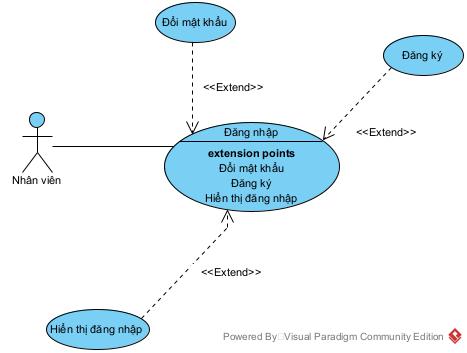 Đổi mật khẩu
Đăng ký
<<Extend>>
<<Extend>>
Đăng nhập
extension points
Đổi mật khẩu
Đăng ký
Hiển thị đăng nhập
Nhân viên
<<Extend>>
Hiển thị đăng nhập
Powered By Visual Paradigm Community Edition